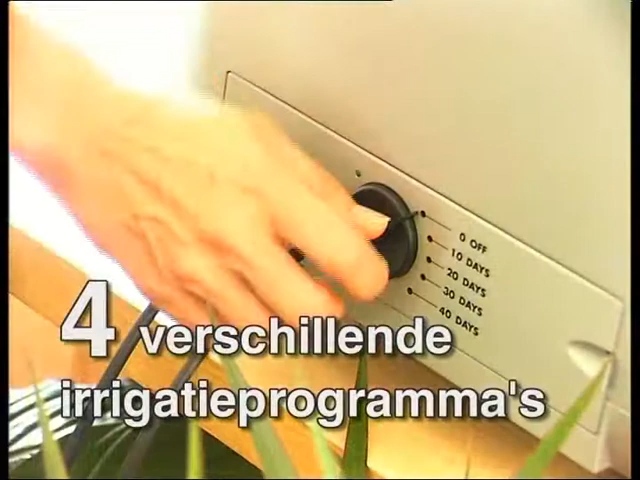 0 OFF
10 DAYS
20 DAYS
30 DAYS
40 DAYS
4 verschillende
irrigatieprogramma's